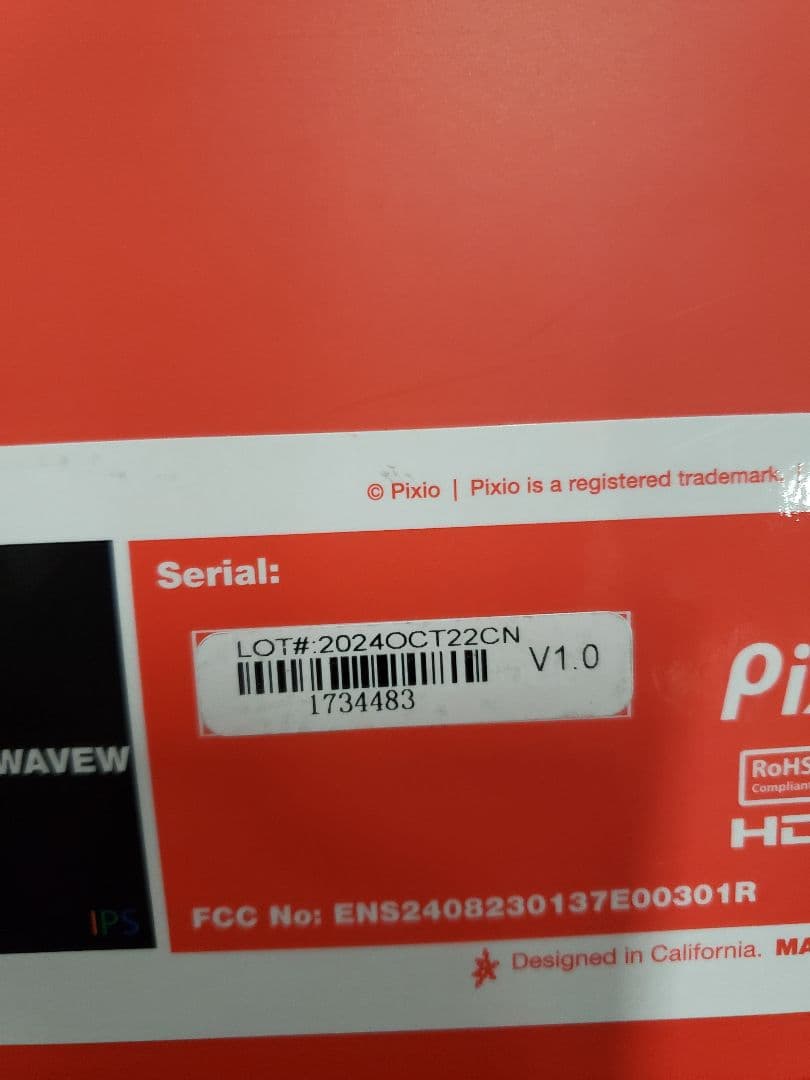 © Pixio | Pixio is a registered trademark.
Serial:
LOT#:2024OCT22CN
V1.0
1734483
WAVEW
RoHS
Compliant
IPS
FCC No: ENS2408230137E00301R
Designed in California.